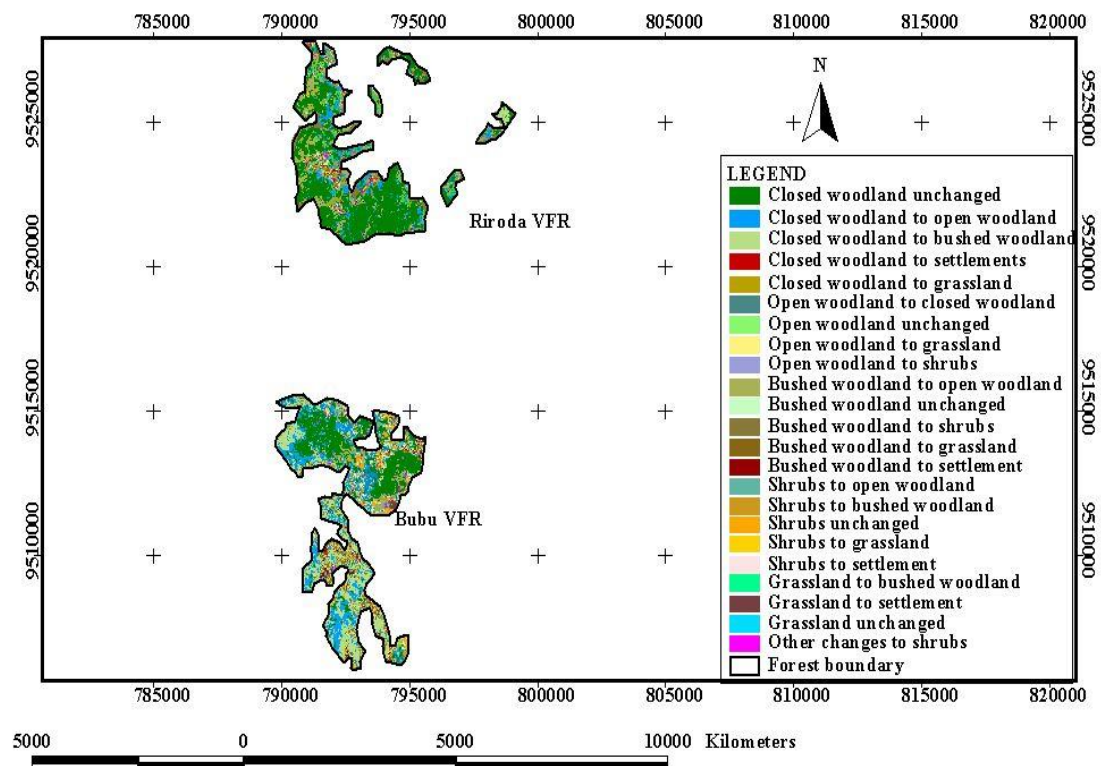 785000 790000 795000 800000 805000 810000 815000 820000
N
9525000 9525000
LEGEND
Closed woodland unchanged
Closed woodland to open woodland
Riroda VFR
Closed woodland to bushed woodland
Closed woodland to settlements
9520000 9520000
Closed woodland to grassland
Open woodland to closed woodland
Open woodland unchanged
Open woodland to grassland
Open woodland to shrubs
Bushed woodland to open woodland
9515000 9515000
Bushed woodland unchanged
Bushed woodland to shrubs
Bushed woodland to grassland
Bushed woodland to settlement
Shrubs to open woodland
Shrubs to bushed woodland
Bubu VFR
Shrubs unchanged
Shrubs to grassland
9510000 9510000
Shrubs to settlement
Grassland to bushed woodland
Grassland to settlement
Grassland unchanged
Other changes to shrubs
Forest boundary
785000 790000 795000 800000 805000 810000 815000 820000
5000 0 5000 10000 Kilometers